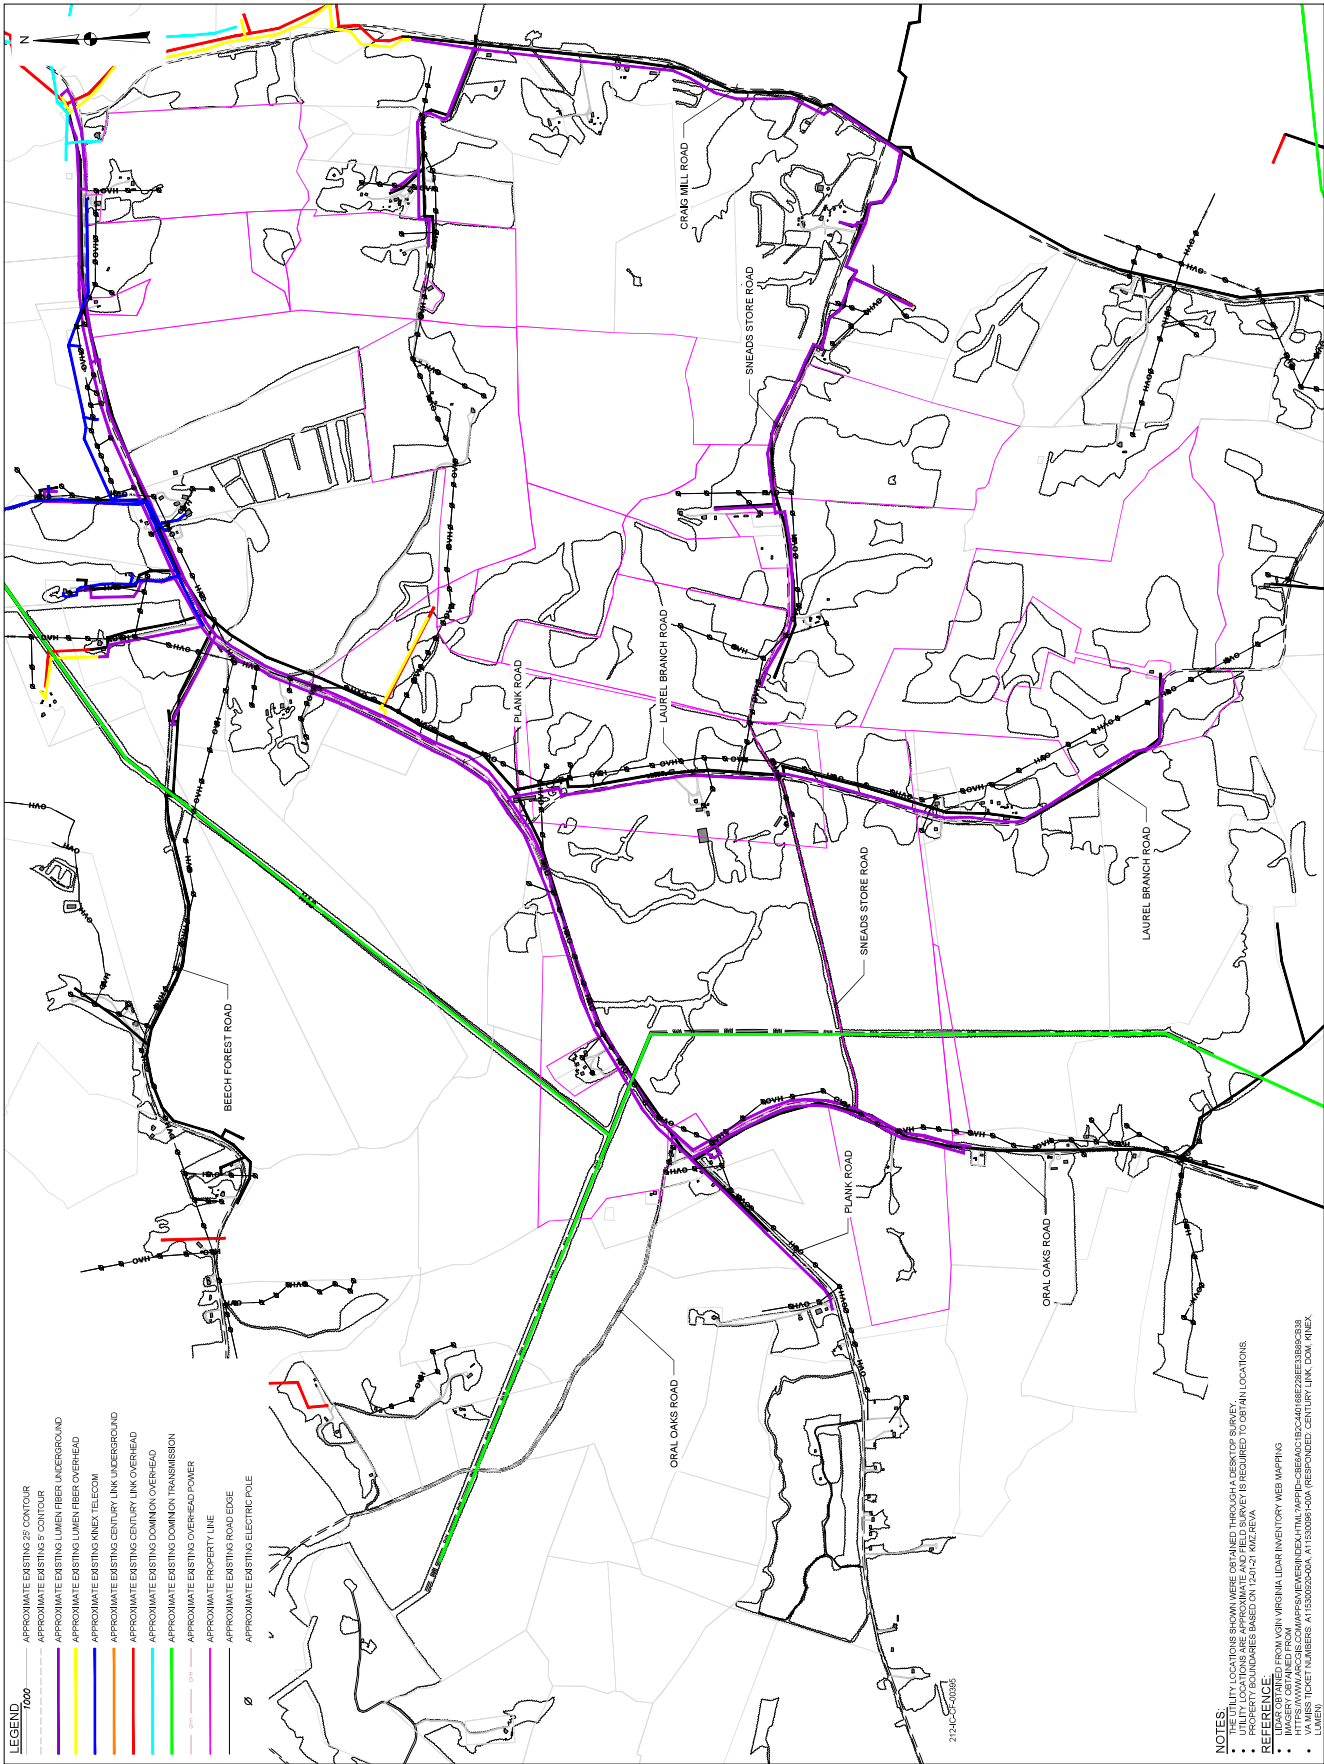 N
LEGEND
1000
APPROXIMATE EXISTING 25' CONTOUR
APPROXIMATE EXISTING 5' CONTOUR
APPROXIMATE EXISTING LUMEN FIBER UNDERGROUND
APPROXIMATE EXISTING LUMEN FIBER OVERHEAD
APPROXIMATE EXISTING KINEX TELECOM
APPROXIMATE EXISTING CENTURY LINK UNDERGROUND
APPROXIMATE EXISTING CENTURY LINK OVERHEAD
APPROXIMATE EXISTING DOMINION OVERHEAD
APPROXIMATE EXISTING DOMINION TRANSMISSION
APPROXIMATE EXISTING OVERHEAD POWER
APPROXIMATE PROPERTY LINE
APPROXIMATE EXISTING ROAD EDGE
APPROXIMATE EXISTING ELECTRIC POLE
BEECH FOREST ROAD
PLANK ROAD
LAUREL BRANCH ROAD
CRAIG MILL ROAD
SNEADS STORE ROAD
SNEADS STORE ROAD
LAUREL BRANCH ROAD
PLANK ROAD
ORAL OAKS ROAD
ORAL OAKS ROAD
212-IC-CF-00395
NOTES:
• THE UTILITY LOCATIONS SHOWN WERE OBTAINED THROUGH A DESKTOP SURVEY.
• UTILITY LOCATIONS ARE APPROXIMATE AND FIELD SURVEY IS REQUIRED TO OBTAIN LOCATIONS.
• PROPERTY BOUNDARIES BASED ON 12-01-21 KMZ REVA
REFERENCE:
• LIDAR OBTAINED FROM VGIN VIRGINIA LIDAR INVENTORY WEB MAPPING
• IMAGERY OBTAINED FROM
LUMEN)